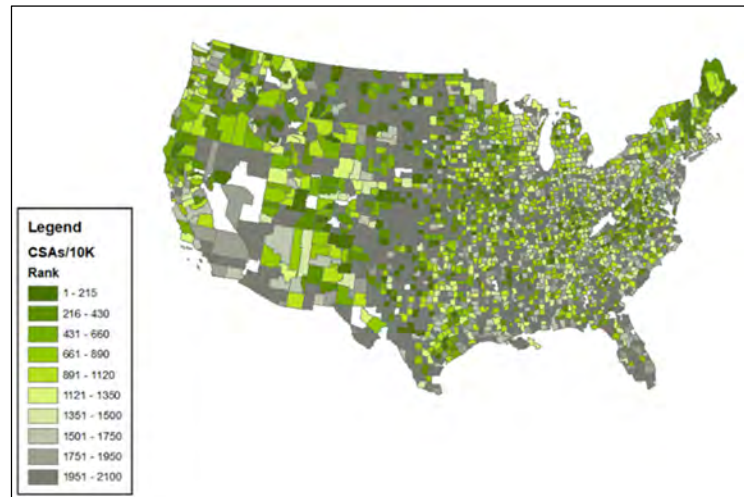 Legend
CSAs/10K
Rank
1 - 215
216 - 430
431 - 660
661 - 890
891 - 1120
1121 - 1350
1351 - 1500
1501 - 1750
1751 - 1950
1951 - 2100